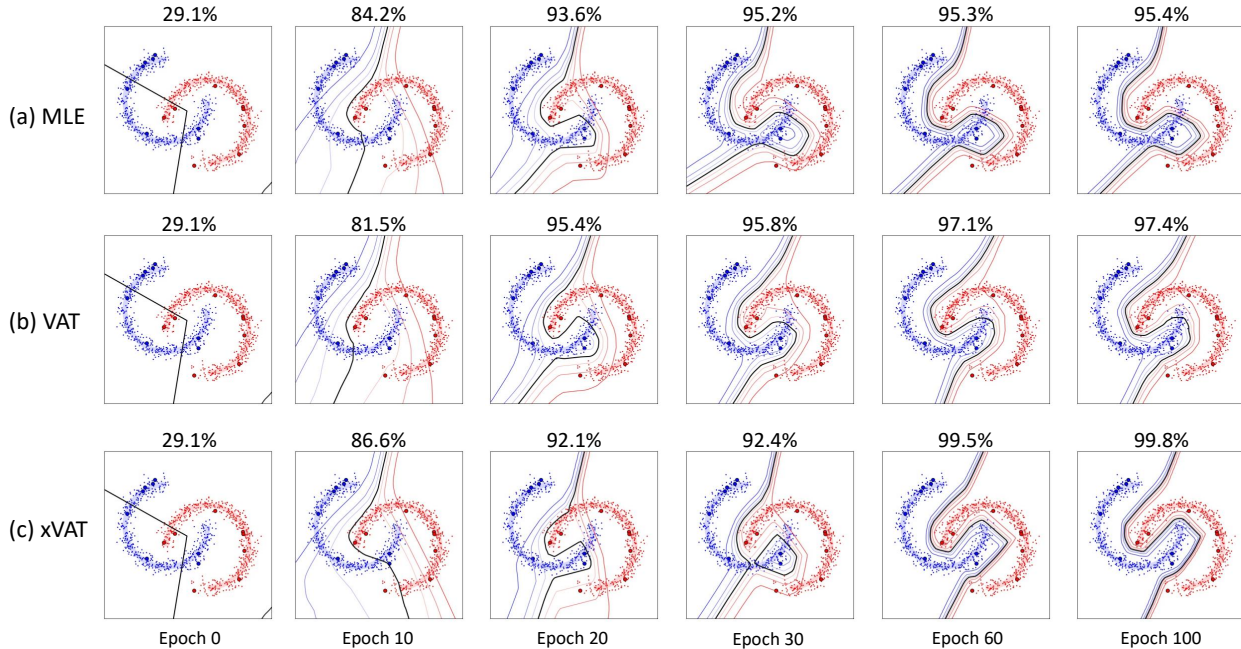 29.1% 84.2% 93.6% 95.2% 95.3% 95.4%
(a) MLE
29.1% 81.5% 95.4% 95.8% 97.1% 97.4%
(b) VAT
29.1% 86.6% 92.1% 92.4% 99.5% 99.8%
(c) xVAT
Epoch 0 Epoch 10 Epoch 20 Epoch 30 Epoch 60 Epoch 100